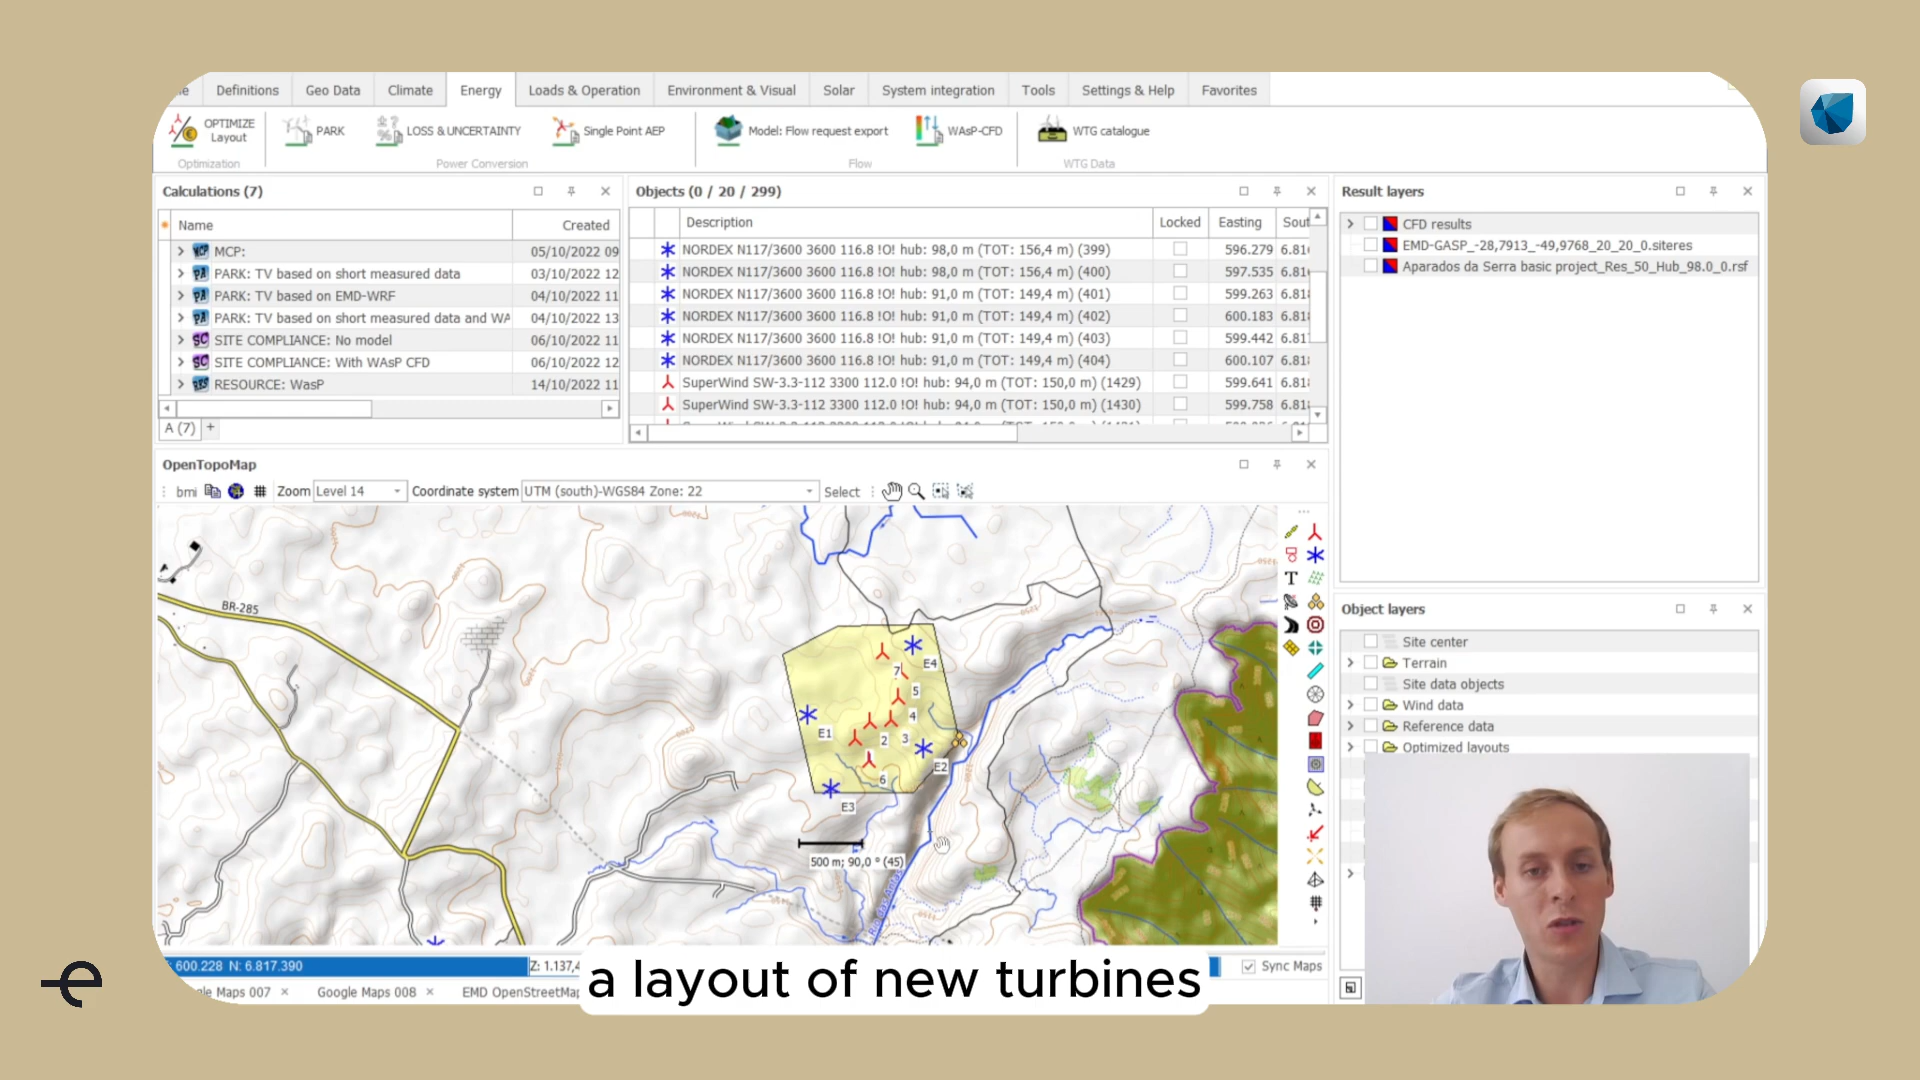 Definitions
Geo Data
Climate
Energy
Loads & Operation
Environment & Visual
Solar
System integration
Tools
Settings & Help
Favorites
OPTIMIZE
Layout
PARK
LOSS & UNCERTAINTY
Single Point AEP
Model: Flow request export
WAsP-CFD
WTG catalogue
Optimization
Power Conversion
Flow
WTG Data
Calculations (7)
Name Created
MCP: 05/10/2022 09
PARK: TV based on short measured data 03/10/2022 12
PARK: TV based on EMD-WRF 04/10/2022 11
PARK: TV based on short measured data and WA 04/10/2022 13
SITE COMPLIANCE: No model 06/10/2022 11
SITE COMPLIANCE: With WAsP CFD 06/10/2022 12
RESOURCE: WasP 14/10/2022 11
A (7) +
Objects (0 / 20 / 299)
Description Locked Easting Sout
NORDEX N117/3600 3600 116.8 !O! hub: 98,0 m (TOT: 156,4 m) (399) 596.279
NORDEX N117/3600 3600 116.8 !O! hub: 98,0 m (TOT: 156,4 m) (400) 597.535
NORDEX N117/3600 3600 116.8 !O! hub: 91,0 m (TOT: 149,4 m) (401) 599.263
NORDEX N117/3600 3600 116.8 !O! hub: 91,0 m (TOT: 149,4 m) (402) 600.183
NORDEX N117/3600 3600 116.8 !O! hub: 91,0 m (TOT: 149,4 m) (403) 599.442
NORDEX N117/3600 3600 116.8 !O! hub: 91,0 m (TOT: 149,4 m) (404) 600.107
SuperWind SW-3.3-112 3300 112.0 !O! hub: 94,0 m (TOT: 150,0 m) (1429) 599.641
SuperWind SW-3.3-112 3300 112.0 !O! hub: 94,0 m (TOT: 150,0 m) (1430) 599.758
Result layers
CFD results
EMD-GASP_-28,7913_-49,9768_20_20_0.siteres
Aparados da Serra basic project_Res_50_Hub_98.0_0.rsf
OpenTopoMap
bmi Zoom Level 14 Coordinate system UTM (south)-WGS84 Zone: 22 Select
BR-285
E4
7
5
4
E1
2
3
E2
6
E3
500 m; 90,0 ° (45)
T
Object layers
Site center
Terrain
Site data objects
Wind data
Reference data
Optimized layouts
600.228 N: 6.817.390
Z: 1.137,4
Sync Maps
Maps 007
Google Maps 008
EMD OpenStreetMap
a layout of new turbines